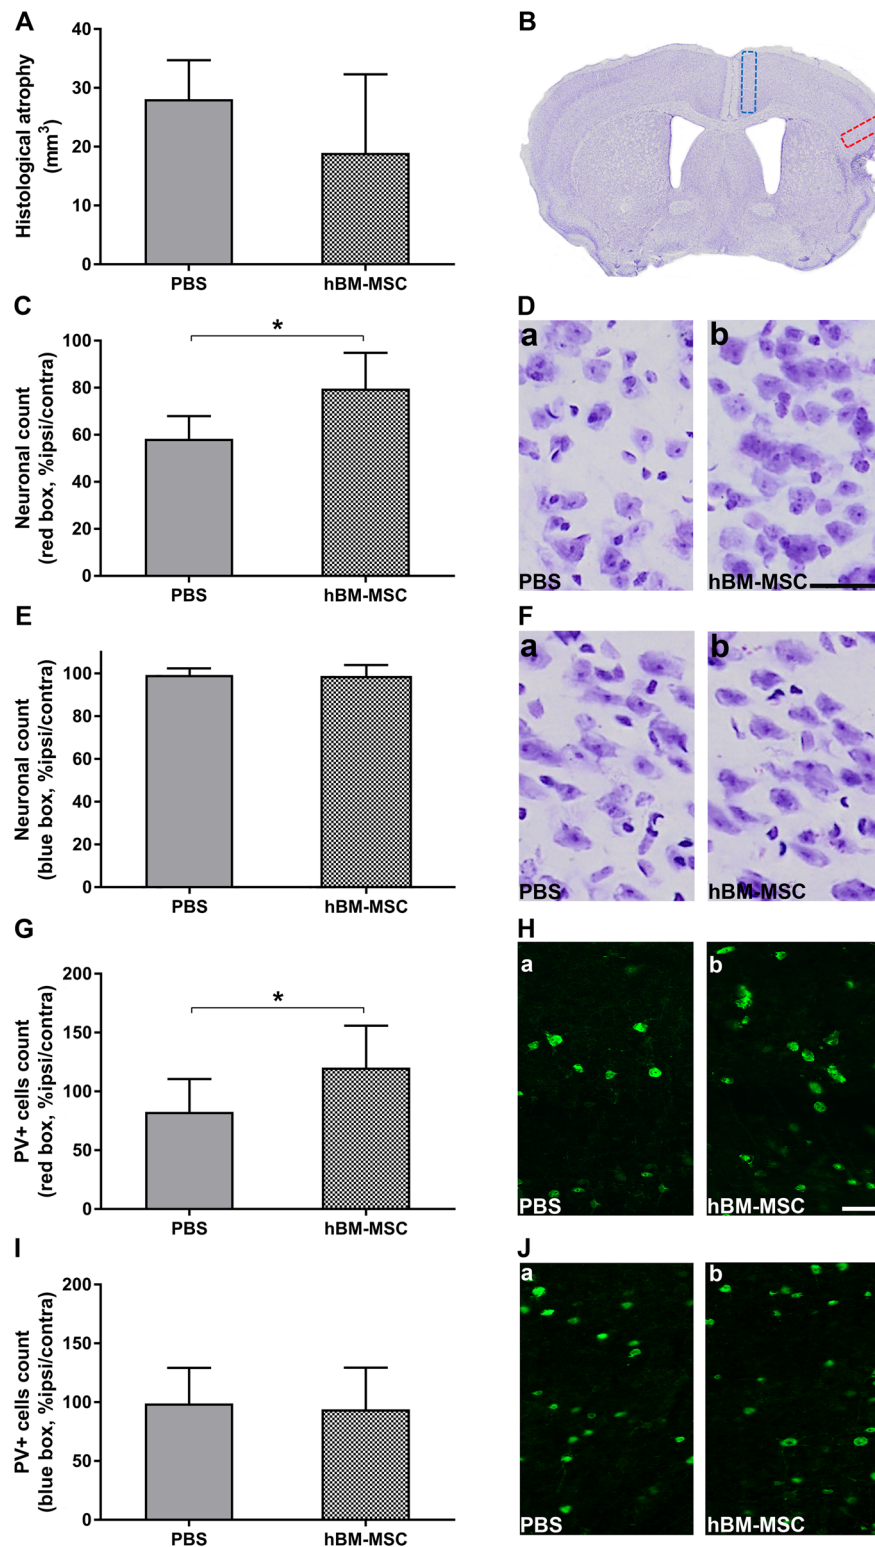 A
Histological atrophy
(mm³)
40
30
20
10
0
PBS
hBM-MSC
B
C
Neuronal count
(red box, %ipsi/contra)
100
80
60
40
20
0
*
PBS
hBM-MSC
D
a
b
PBS
hBM-MSC
E
Neuronal count
(blue box, %ipsi/contra)
100
80
60
40
20
0
PBS
hBM-MSC
F
a
b
PBS
hBM-MSC
G
PV+ cells count
(red box, %ipsi/contra)
200
150
100
50
0
*
PBS
hBM-MSC
H
a
b
PBS
hBM-MSC
I
PV+ cells count
(blue box, %ipsi/contra)
200
150
100
50
0
PBS
hBM-MSC
J
a
b
PBS
hBM-MSC